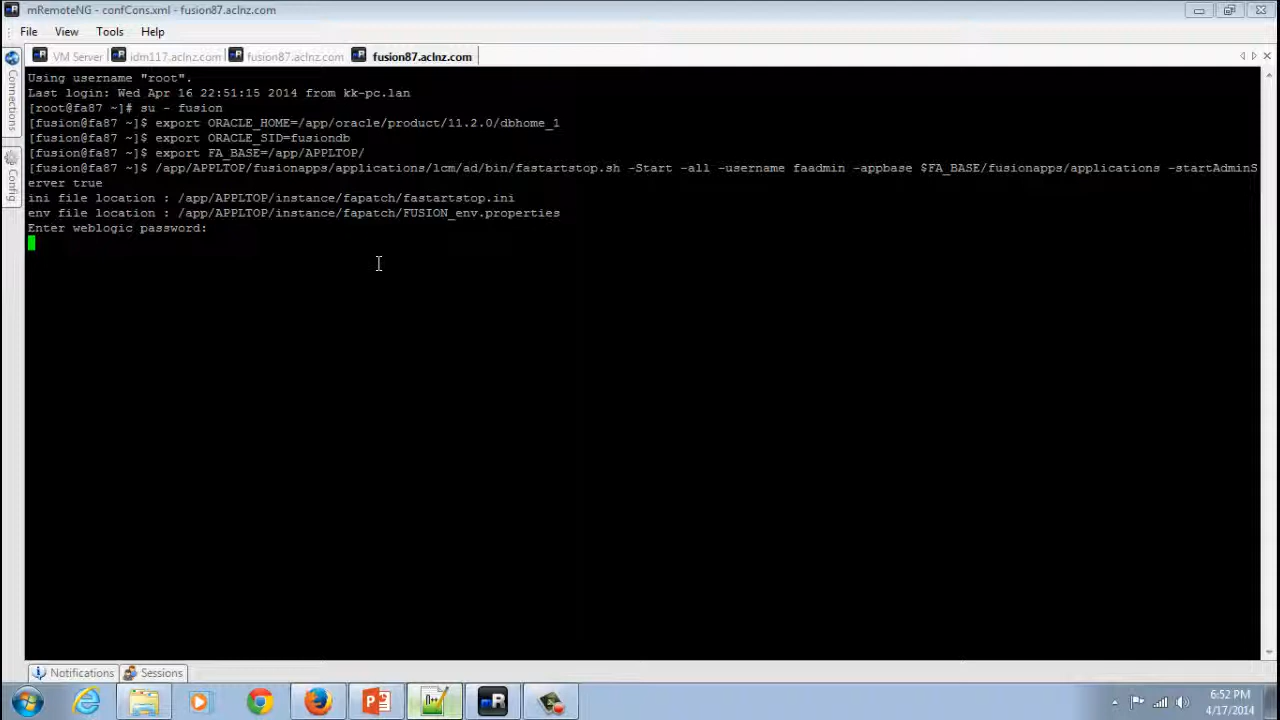 mRemoteNG - confCons.xml - fusion87.aclnz.com
File View Tools Help
VM Server idm117.aclnz.com fusion87.aclnz.com fusion87.aclnz.com
Connections
Config
Using username "root".
Last login: Wed Apr 16 22:51:15 2014 from kk-pc.lan
[root@fa87 ~]# su - fusion
[fusion@fa87 ~]$ export ORACLE_HOME=/app/oracle/product/11.2.0/dbhome_1
[fusion@fa87 ~]$ export ORACLE_SID=fusiondb
[fusion@fa87 ~]$ export FA_BASE=/app/APPLTOP/
[fusion@fa87 ~]$ /app/APPLTOP/fusionapps/applications/lcm/ad/bin/fastartstop.sh -Start -all -username faadmin -appbase $FA_BASE/fusionapps/applications -startAdminS
erver true
ini file location : /app/APPLTOP/instance/fapatch/fastartstop.ini
env file location : /app/APPLTOP/instance/fapatch/FUSION_env.properties
Enter weblogic password:
Notifications Sessions
6:52 PM
4/17/2014